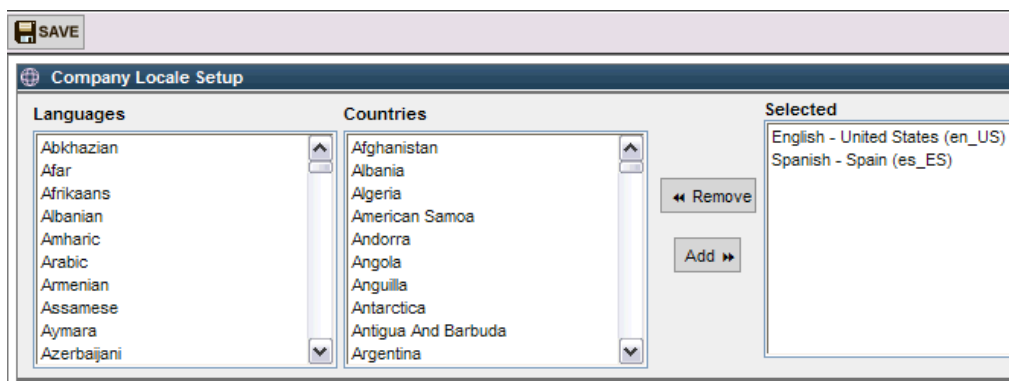 SAVE
Company Locale Setup
Languages
Abkhazian
Afar
Afrikaans
Albanian
Amharic
Arabic
Armenian
Assamese
Aymara
Azerbaijani
Countries
Afghanistan
Albania
Algeria
American Samoa
Andorra
Angola
Anguilla
Antarctica
Antigua And Barbuda
Argentina
Remove
Add
Selected
English - United States (en_US)
Spanish - Spain (es_ES)